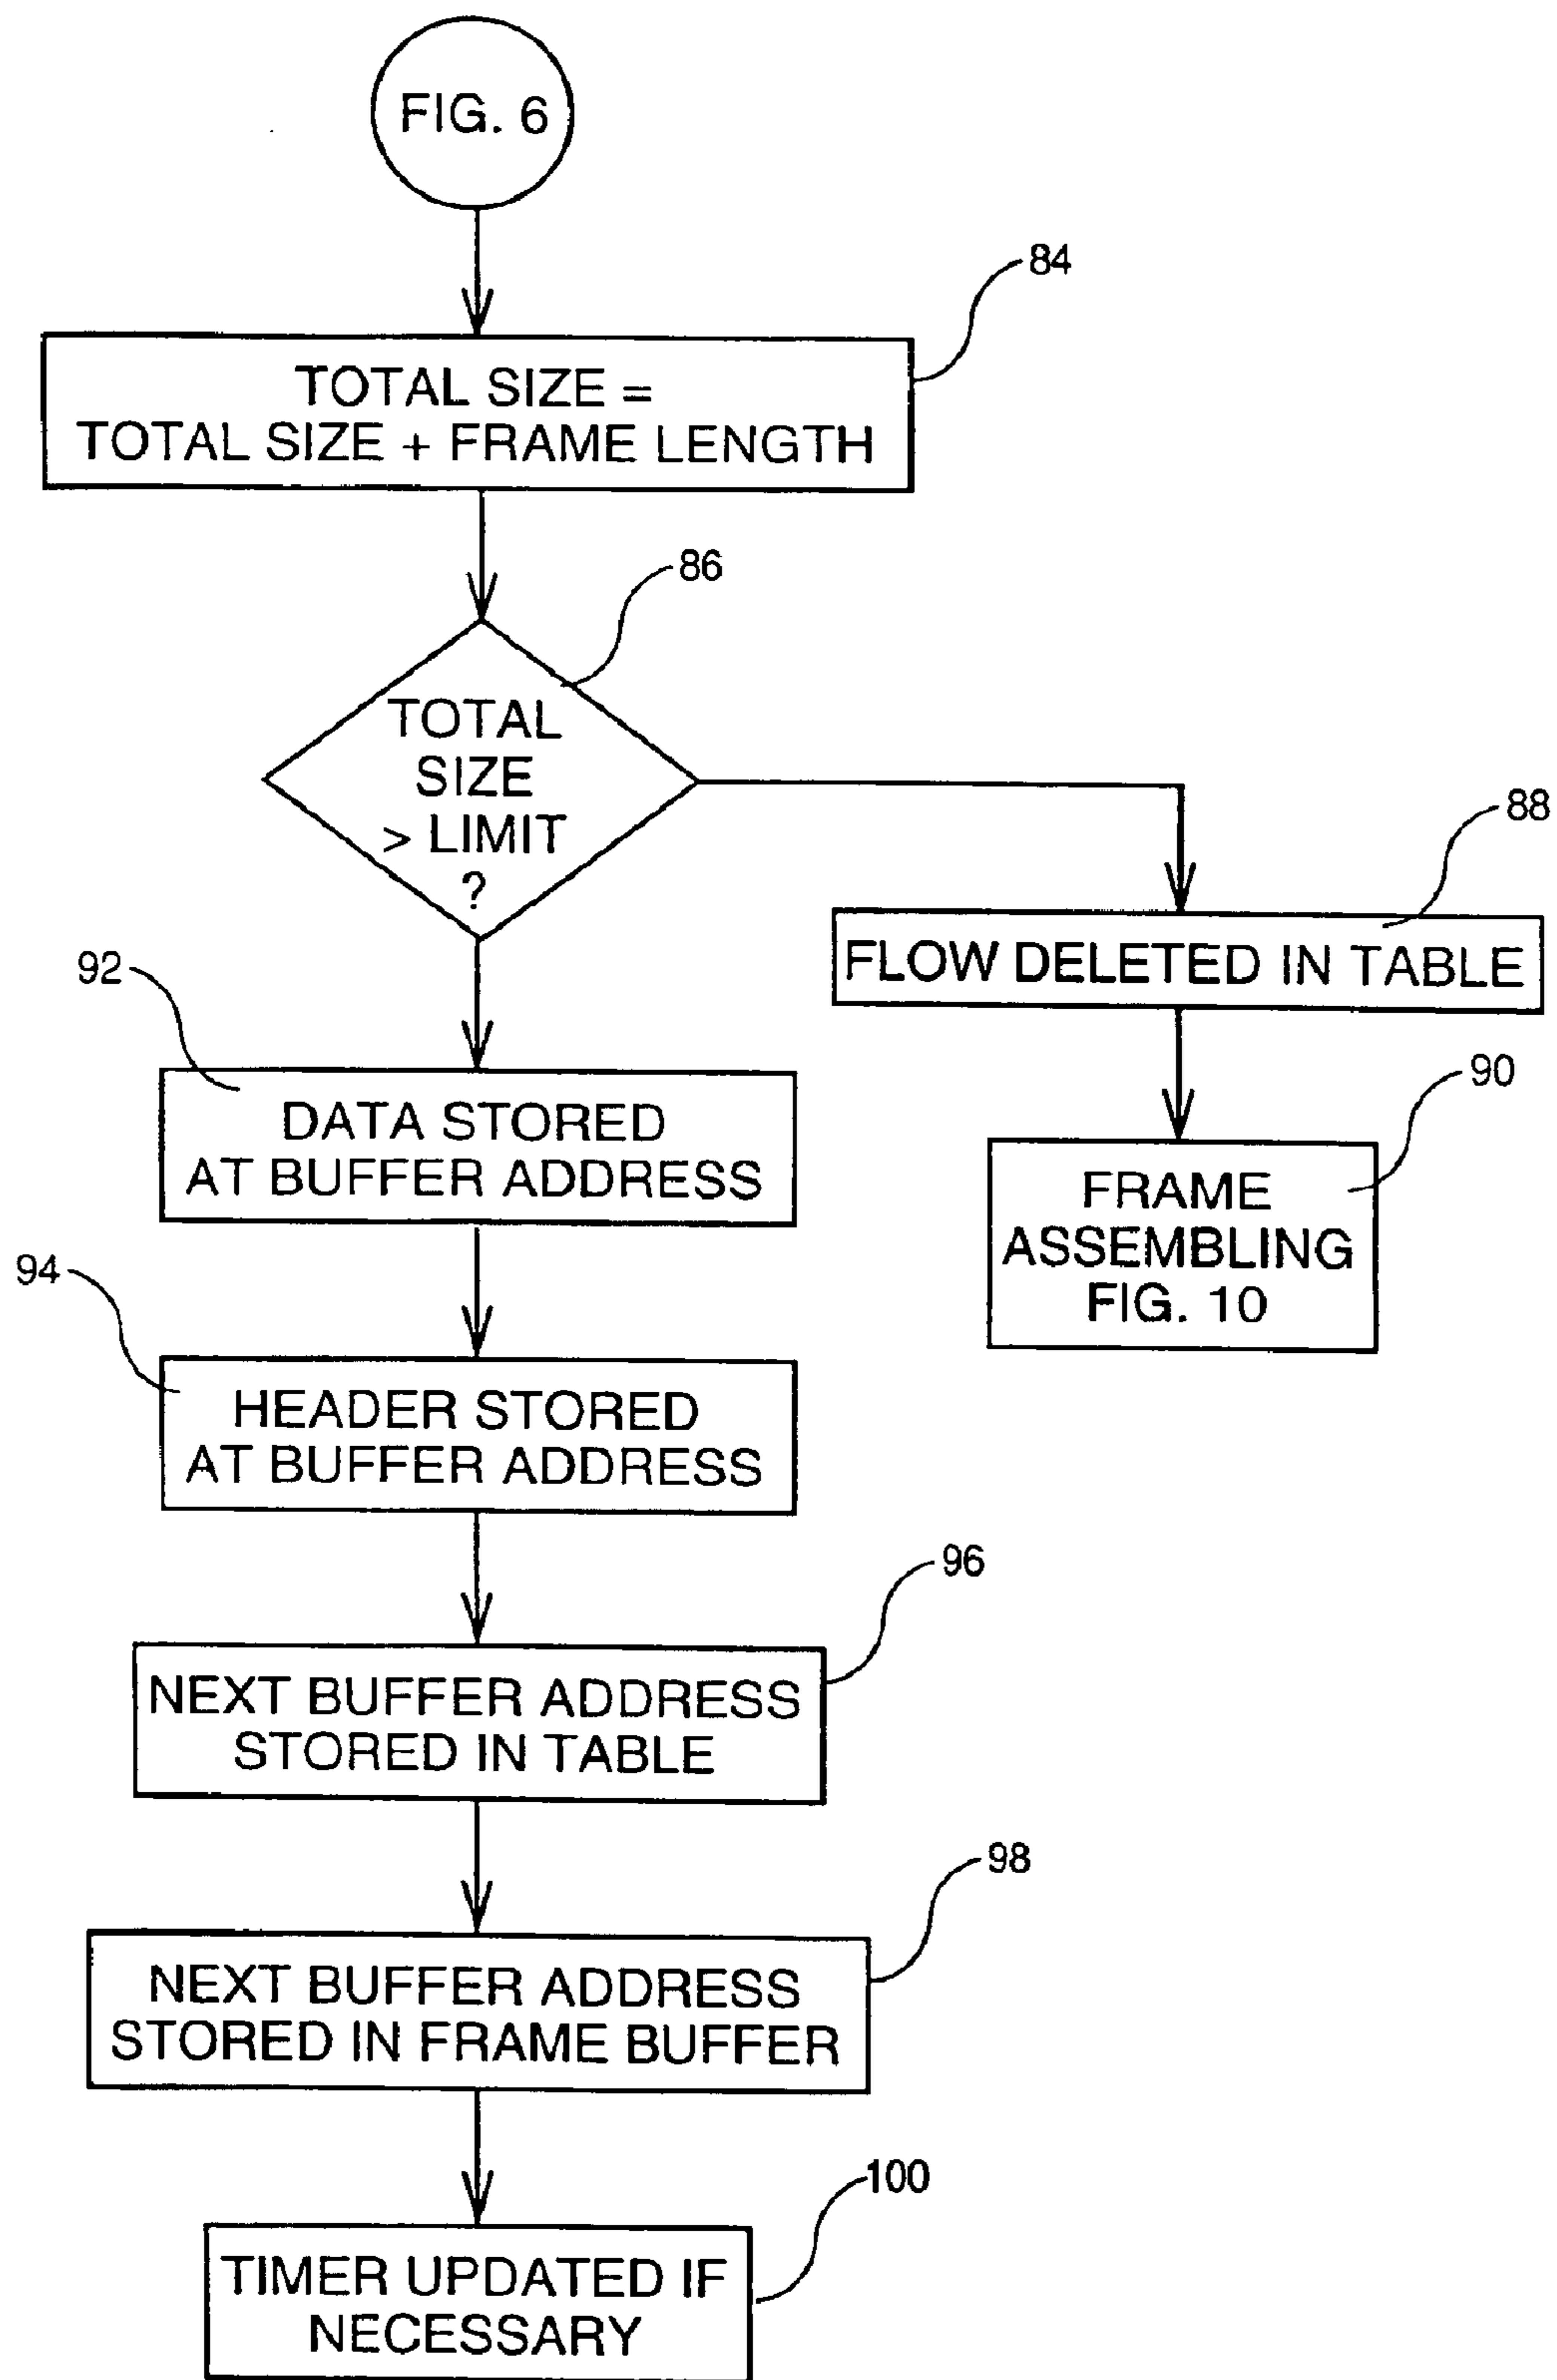 FIG. 6
84
TOTAL SIZE =
TOTAL SIZE + FRAME LENGTH
86
TOTAL
SIZE
> LIMIT
?
88
FLOW DELETED IN TABLE
90
FRAME
ASSEMBLING
FIG. 10
92
DATA STORED
AT BUFFER ADDRESS
94
HEADER STORED
AT BUFFER ADDRESS
96
NEXT BUFFER ADDRESS
STORED IN TABLE
98
NEXT BUFFER ADDRESS
STORED IN FRAME BUFFER
100
TIMER UPDATED IF
NECESSARY